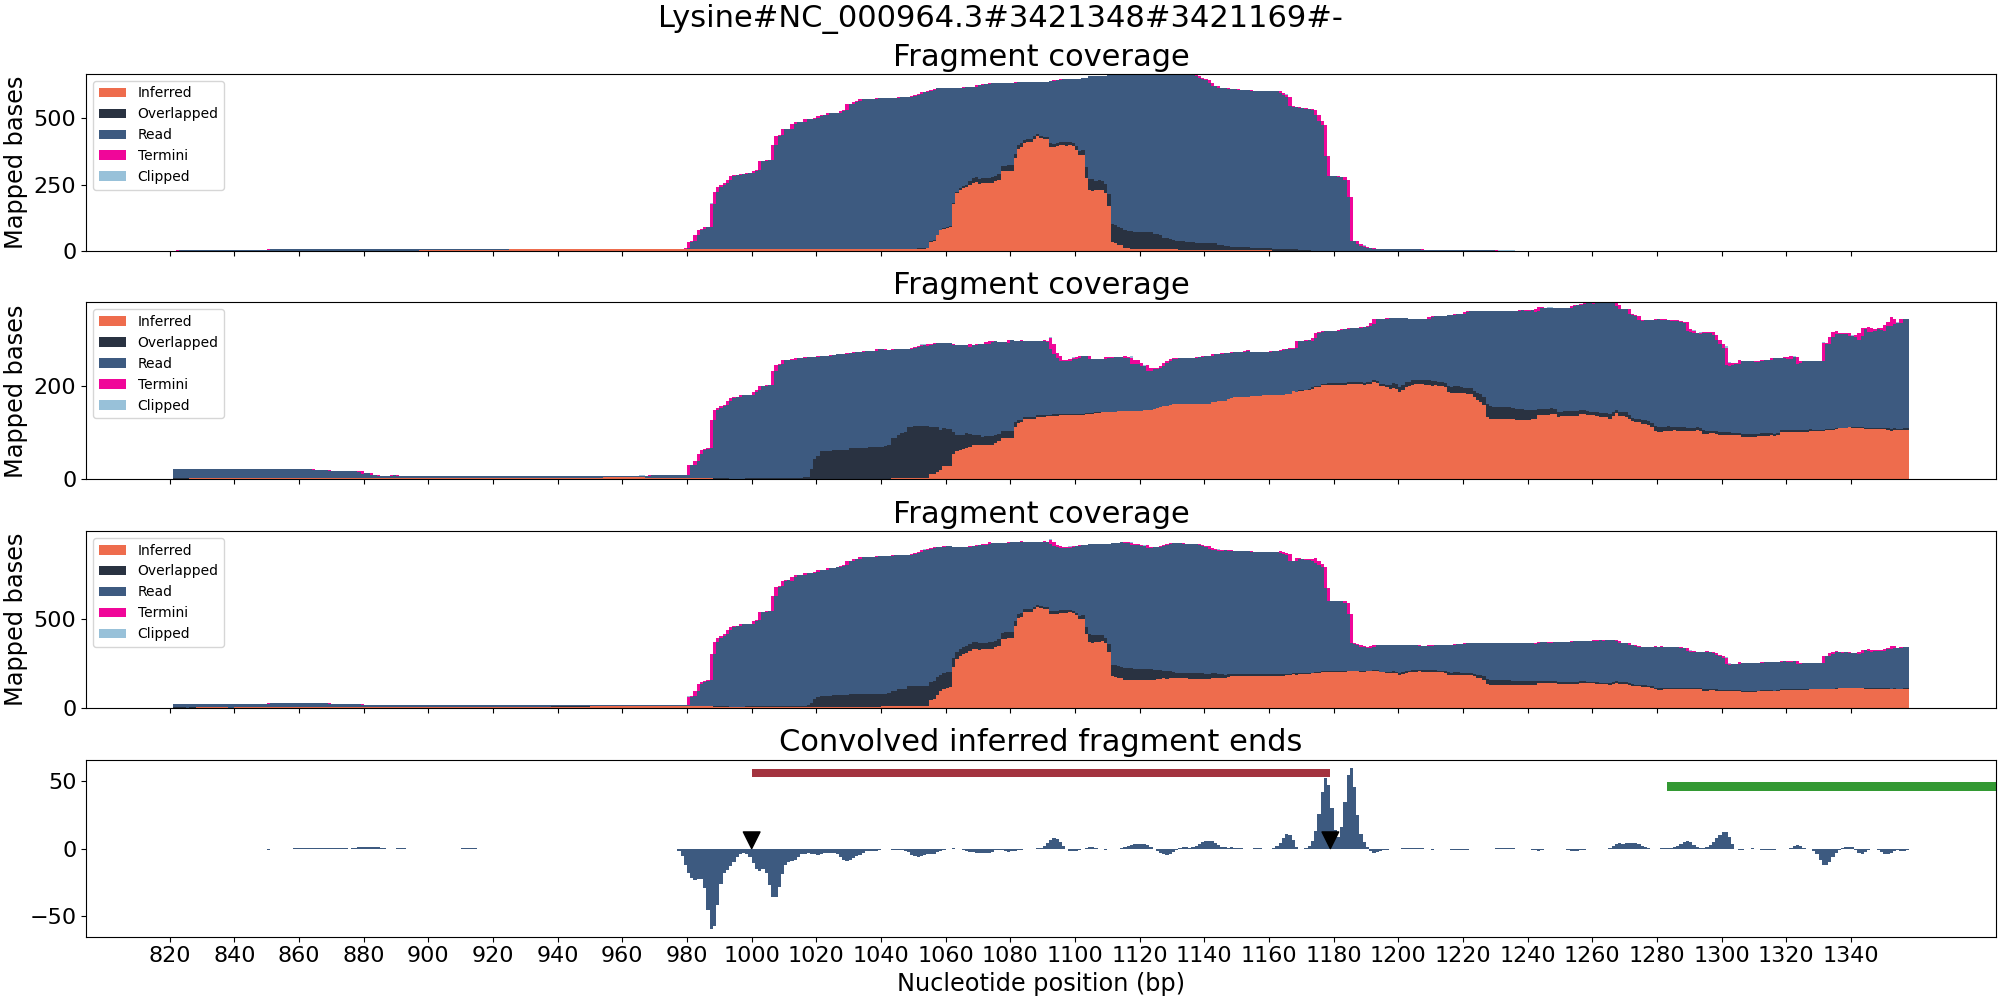 Lysine#NC_000964.3#3421348#3421169#-
Fragment coverage
Mapped bases
500
250
0
Inferred
Overlapped
Read
Termini
Clipped
Fragment coverage
Mapped bases
200
0
Inferred
Overlapped
Read
Termini
Clipped
Fragment coverage
Mapped bases
500
0
Inferred
Overlapped
Read
Termini
Clipped
Convolved inferred fragment ends
50
0
−50
820 840 860 880 900 920 940 960 980 1000 1020 1040 1060 1080 1100 1120 1140 1160 1180 1200 1220 1240 1260 1280 1300 1320 1340
Nucleotide position (bp)